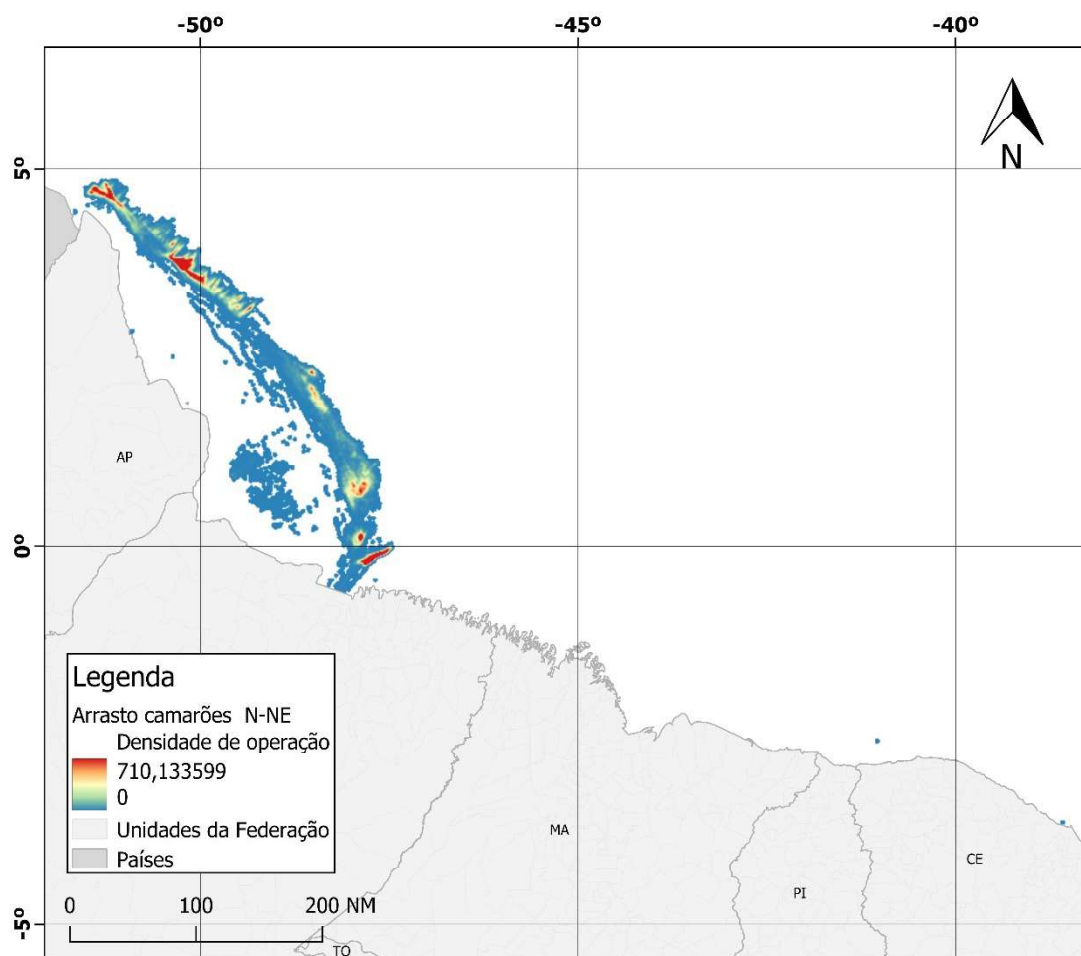 -50º -45º -40º
5º
N
AP
0º
Legenda
Arrasto camarões N-NE
Densidade de operação
710,133599
0
Unidades da Federação
Países
MA
CE
PI
0 100 200 NM
-5º
TO